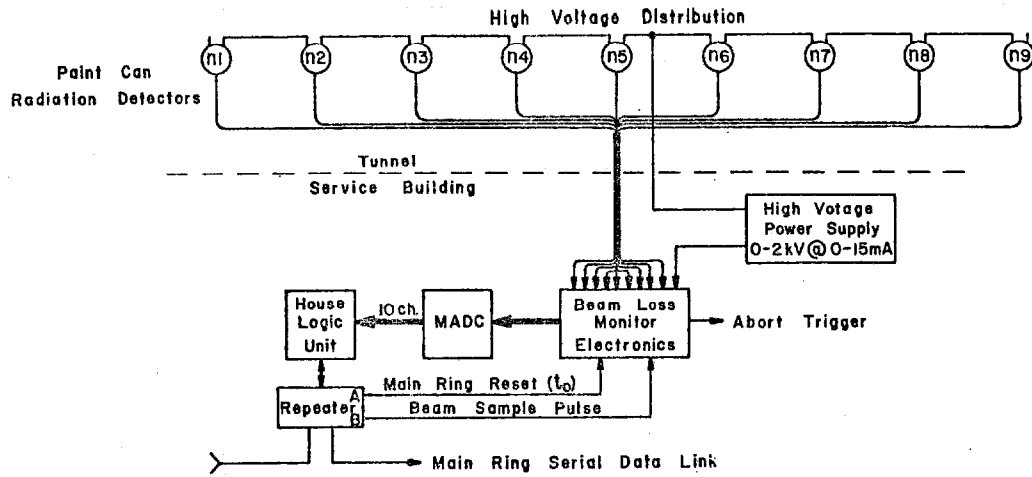 High Voltage Distribution
n1 n2 n3 n4 n5 n6 n7 n8 n9
Paint Can
Radiation Detectors
Tunnel
Service Building
High Votage
Power Supply
0-2kV@0-15mA
House
Logic
Unit
10ch.
MADC
Beam Loss
Monitor
Electronics
Abort Trigger
Main Ring Reset (to)
Repeater
A
B
Beam Sample Pulse
Main Ring Serial Data Link